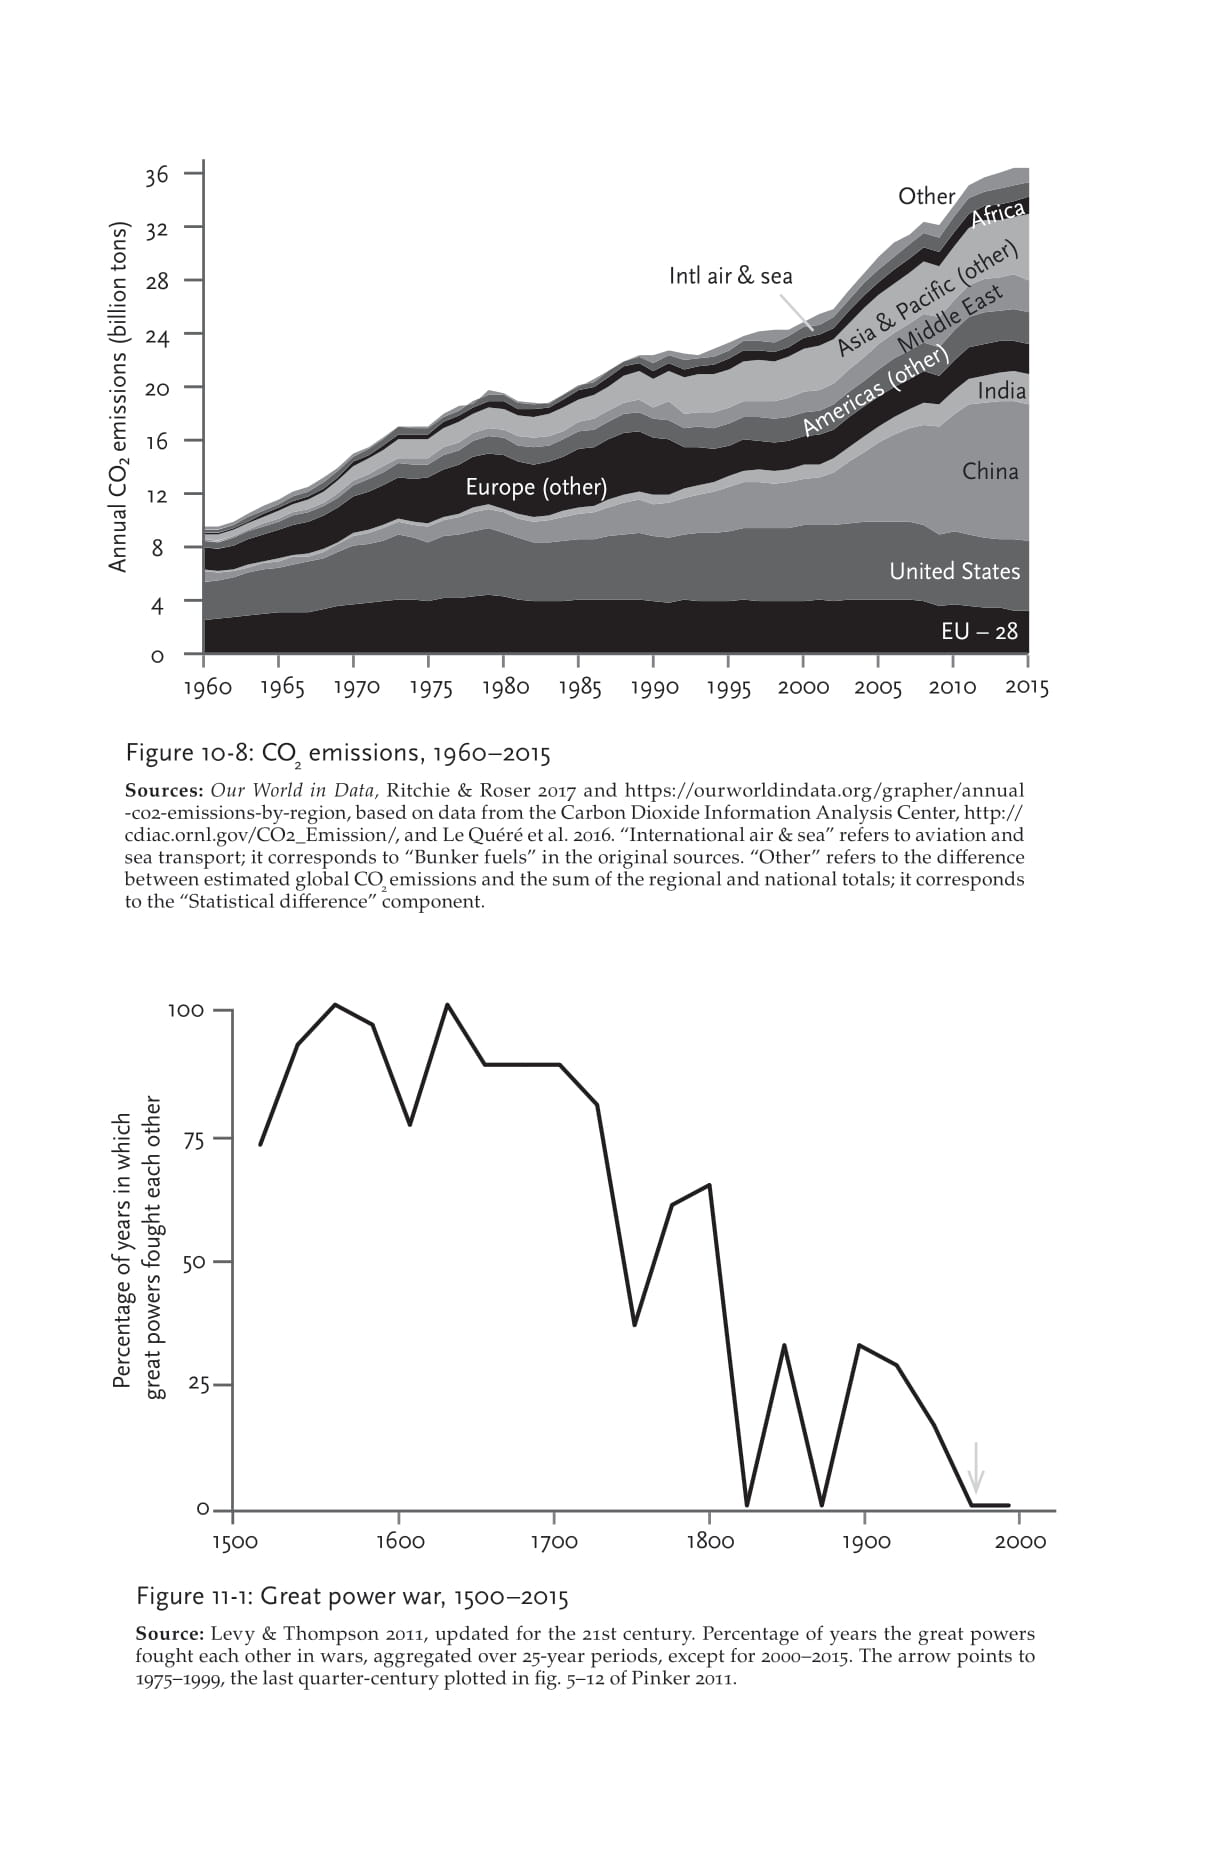 36
32
28
24
20
16
12
8
4
0
Annual CO₂ emissions (billion tons)
Other
Africa
Intl air & sea
Asia & Pacific (other)
Middle East
Americas (other)
India
China
Europe (other)
United States
EU – 28
1960 1965 1970 1975 1980 1985 1990 1995 2000 2005 2010 2015
Figure 10-8: CO₂ emissions, 1960–2015
Sources: Our World in Data, Ritchie & Roser 2017 and https://ourworldindata.org/grapher/annual
-co2-emissions-by-region, based on data from the Carbon Dioxide Information Analysis Center, http://
cdiac.ornl.gov/CO2_Emission/, and Le Quéré et al. 2016. “International air & sea” refers to aviation and
sea transport; it corresponds to “Bunker fuels” in the original sources. “Other” refers to the difference
between estimated global CO₂ emissions and the sum of the regional and national totals; it corresponds
to the “Statistical difference” component.
100
75
50
25
0
Percentage of years in which
great powers fought each other
1500 1600 1700 1800 1900 2000
Figure 11-1: Great power war, 1500–2015
Source: Levy & Thompson 2011, updated for the 21st century. Percentage of years the great powers
fought each other in wars, aggregated over 25-year periods, except for 2000–2015. The arrow points to
1975–1999, the last quarter-century plotted in fig. 5–12 of Pinker 2011.